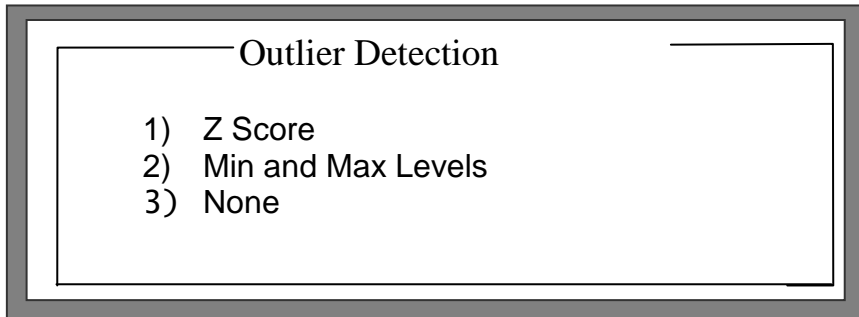 Outlier Detection
1) Z Score
2) Min and Max Levels
3) None